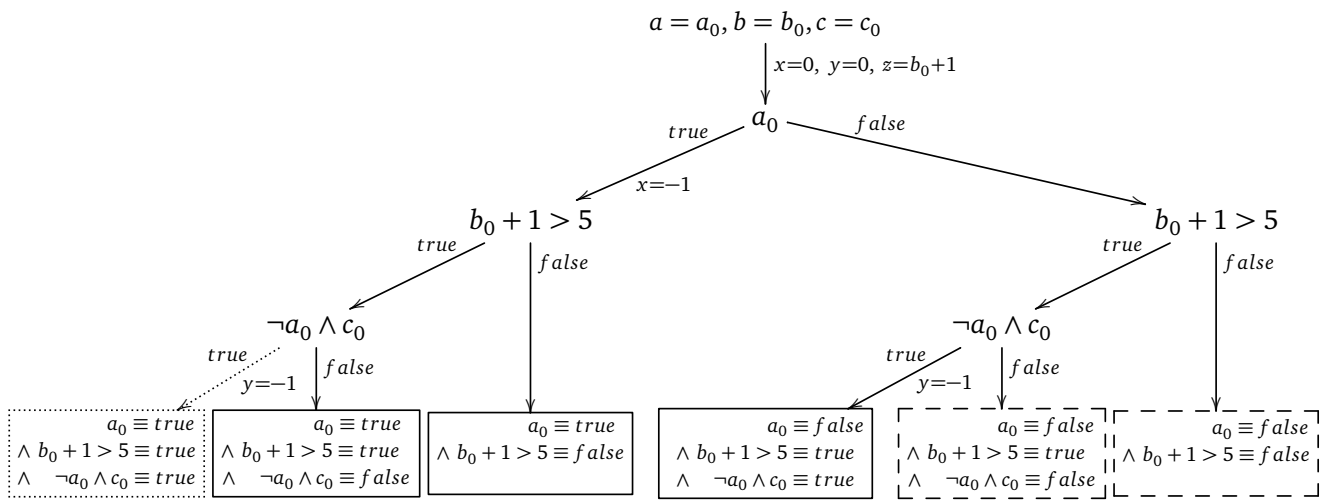 a = a₀, b = b₀, c = c₀
x=0, y=0, z=b₀+1
a₀
true
false
x=−1
b₀ + 1 > 5
b₀ + 1 > 5
true
false
true
false
¬a₀ ∧ c₀
¬a₀ ∧ c₀
true
false
true
false
y=−1
y=−1
a₀ ≡ true
∧ b₀ + 1 > 5 ≡ true
∧ ¬a₀ ∧ c₀ ≡ true
a₀ ≡ true
∧ b₀ + 1 > 5 ≡ true
∧ ¬a₀ ∧ c₀ ≡ false
a₀ ≡ true
∧ b₀ + 1 > 5 ≡ false
a₀ ≡ false
∧ b₀ + 1 > 5 ≡ true
∧ ¬a₀ ∧ c₀ ≡ true
a₀ ≡ false
∧ b₀ + 1 > 5 ≡ true
∧ ¬a₀ ∧ c₀ ≡ false
a₀ ≡ false
∧ b₀ + 1 > 5 ≡ false